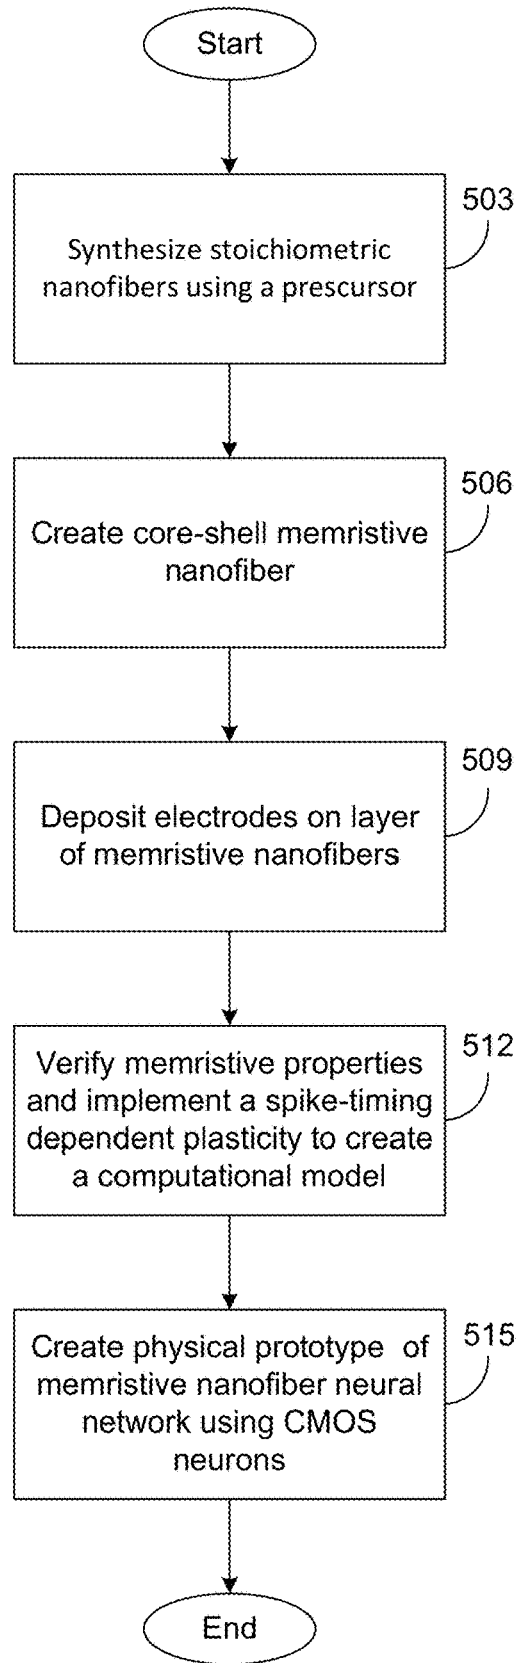 Start
503
Synthesize stoichiometric
nanofibers using a prescursor
506
Create core-shell memristive
nanofiber
509
Deposit electrodes on layer
of memristive nanofibers
512
Verify memristive properties
and implement a spike-timing
dependent plasticity to create
a computational model
515
Create physical prototype of
memristive nanofiber neural
network using CMOS
neurons
End